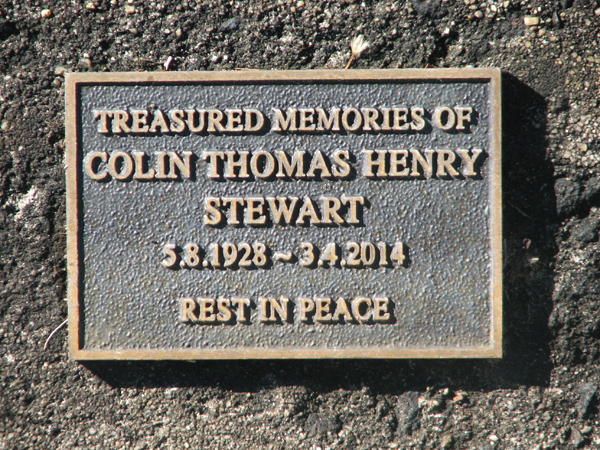 TREASURED MEMORIES OF
COLIN THOMAS HENRY
STEWART
5.8.1928 ~ 3.4.2014
REST IN PEACE